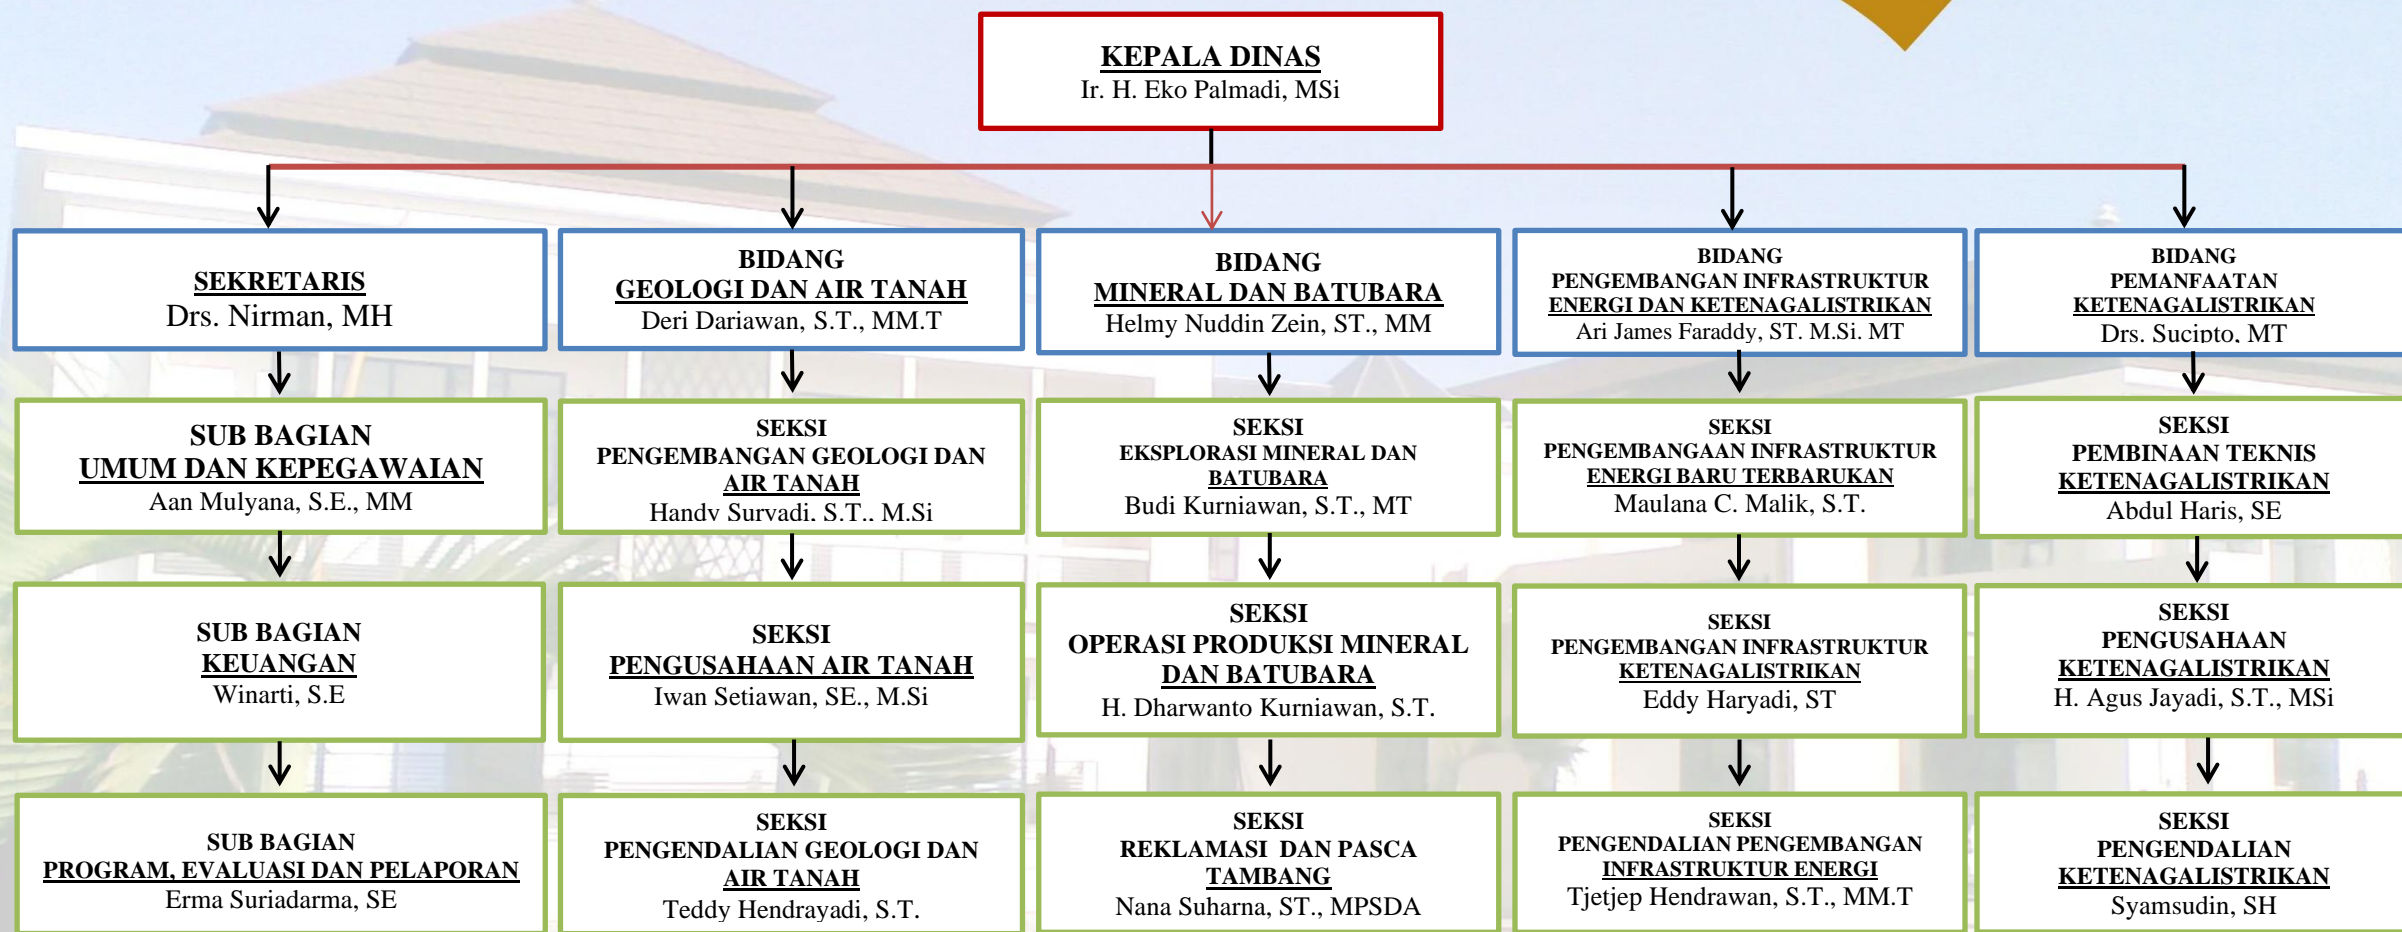 KEPALA DINAS
Ir. H. Eko Palmadi, MSi
SEKRETARIS
Drs. Nirman, MH
BIDANG
GEOLOGI DAN AIR TANAH
Deri Dariawan, S.T., MM.T
BIDANG
MINERAL DAN BATUBARA
Helmy Nuddin Zein, ST., MM
BIDANG
PENGEMBANGAN INFRASTRUKTUR
ENERGI DAN KETENAGALISTRIKAN
Ari James Faraddy, ST. M.Si. MT
BIDANG
PEMANFAATAN
KETENAGALISTRIKAN
Drs. Sucipto, MT
SUB BAGIAN
UMUM DAN KEPEGAWAIAN
Aan Mulyana, S.E., MM
SEKSI
PENGEMBANGAN GEOLOGI DAN
AIR TANAH
Handy Suryadi, S.T., M.Si
SEKSI
EKSPLORASI MINERAL DAN
BATUBARA
Budi Kurniawan, S.T., MT
SEKSI
PENGEMBANGAAN INFRASTRUKTUR
ENERGI BARU TERBARUKAN
Maulana C. Malik, S.T.
SEKSI
PEMBINAAN TEKNIS
KETENAGALISTRIKAN
Abdul Haris, SE
SUB BAGIAN
KEUANGAN
Winarti, S.E
SEKSI
PENGUSAHAAN AIR TANAH
Iwan Setiawan, SE., M.Si
SEKSI
OPERASI PRODUKSI MINERAL
DAN BATUBARA
H. Dharwanto Kurniawan, S.T.
SEKSI
PENGEMBANGAN INFRASTRUKTUR
KETENAGALISTRIKAN
Eddy Haryadi, ST
SEKSI
PENGUSAHAAN
KETENAGALISTRIKAN
H. Agus Jayadi, S.T., MSi
SUB BAGIAN
PROGRAM, EVALUASI DAN PELAPORAN
Erma Suriadarma, SE
SEKSI
PENGENDALIAN GEOLOGI DAN
AIR TANAH
Teddy Hendrayadi, S.T.
SEKSI
REKLAMASI DAN PASCA
TAMBANG
Nana Suharna, ST., MPSDA
SEKSI
PENGENDALIAN PENGEMBANGAN
INFRASTRUKTUR ENERGI
Tjetjep Hendrawan, S.T., MM.T
SEKSI
PENGENDALIAN
KETENAGALISTRIKAN
Syamsudin, SH